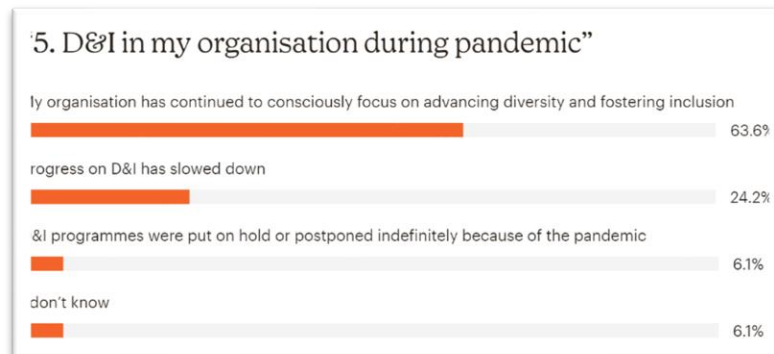 '5. D&I in my organisation during pandemic”
ly organisation has continued to consciously focus on advancing diversity and fostering inclusion
63.6%
rogress on D&I has slowed down
24.2%
&I programmes were put on hold or postponed indefinitely because of the pandemic
6.1%
don't know
6.1%